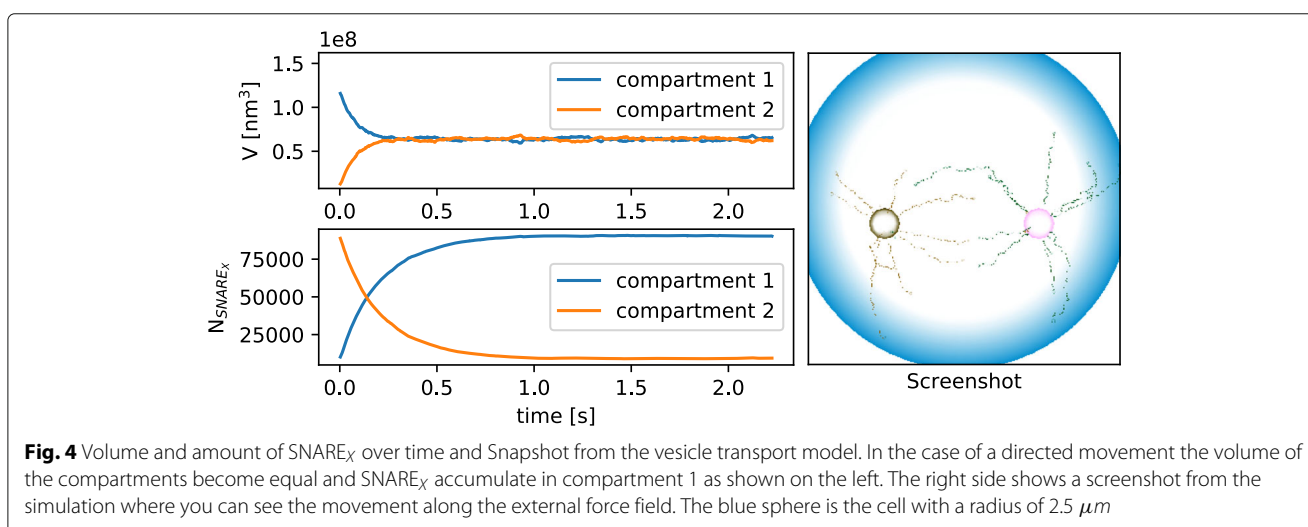 1e8
1.5
1.0
0.5
V [nm³]
compartment 1
compartment 2
0.0 0.5 1.0 1.5 2.0
75000
50000
25000
N_SNARE_X
compartment 1
compartment 2
0.0 0.5 1.0 1.5 2.0
time [s]
Screenshot
Fig. 4 Volume and amount of SNARE_X over time and Snapshot from the vesicle transport model. In the case of a directed movement the volume of
the compartments become equal and SNARE_X accumulate in compartment 1 as shown on the left. The right side shows a screenshot from the
simulation where you can see the movement along the external force field. The blue sphere is the cell with a radius of 2.5 μm